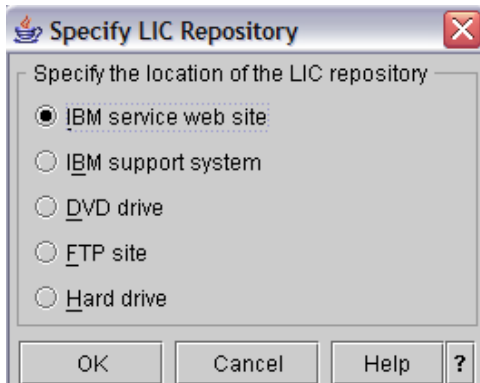 Specify LIC Repository
Specify the location of the LIC repository
IBM service web site
IBM support system
DVD drive
FTP site
Hard drive
OK Cancel Help ?